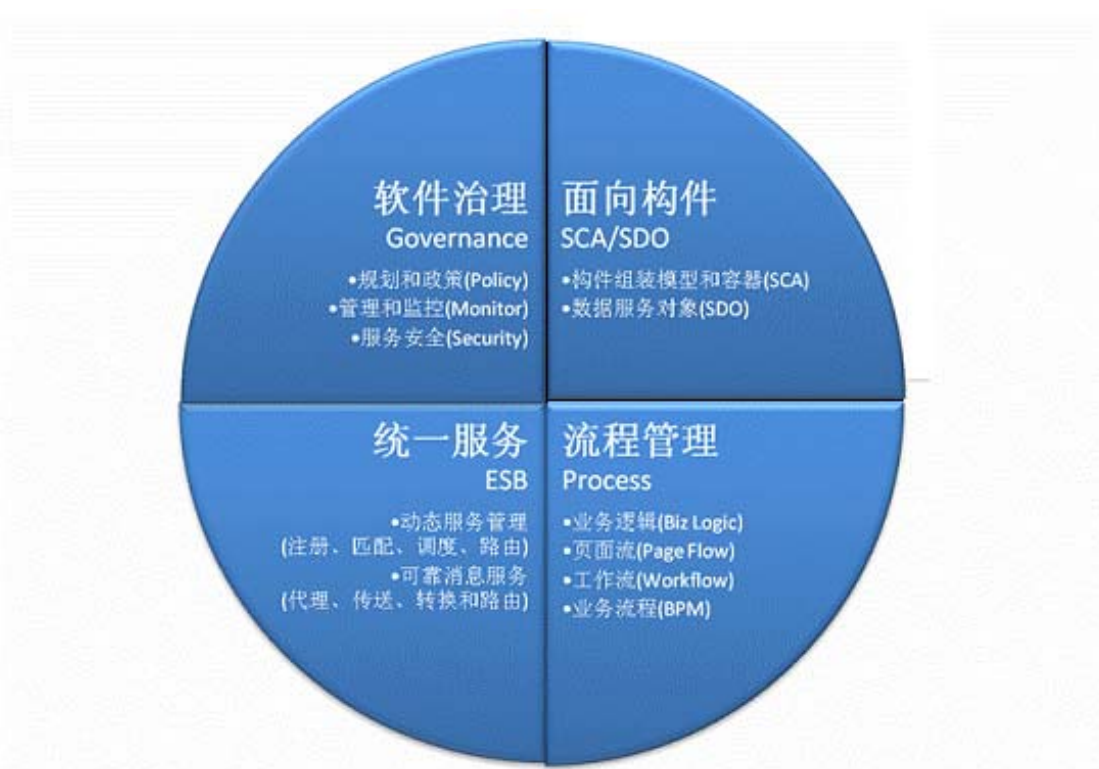 软件治理
Governance
•规划和政策(Policy)
•管理和监控(Monitor)
•服务安全(Security)
面向构件
SCA/SDO
•构件组装模型和容器(SCA)
•数据服务对象(SDO)
统一服务
ESB
•动态服务管理
(注册、匹配、调度、路由)
•可靠消息服务
(代理、传送、转换和路由)
流程管理
Process
•业务逻辑(Biz Logic)
•页面流(Page Flow)
•工作流(Workflow)
•业务流程(BPM)